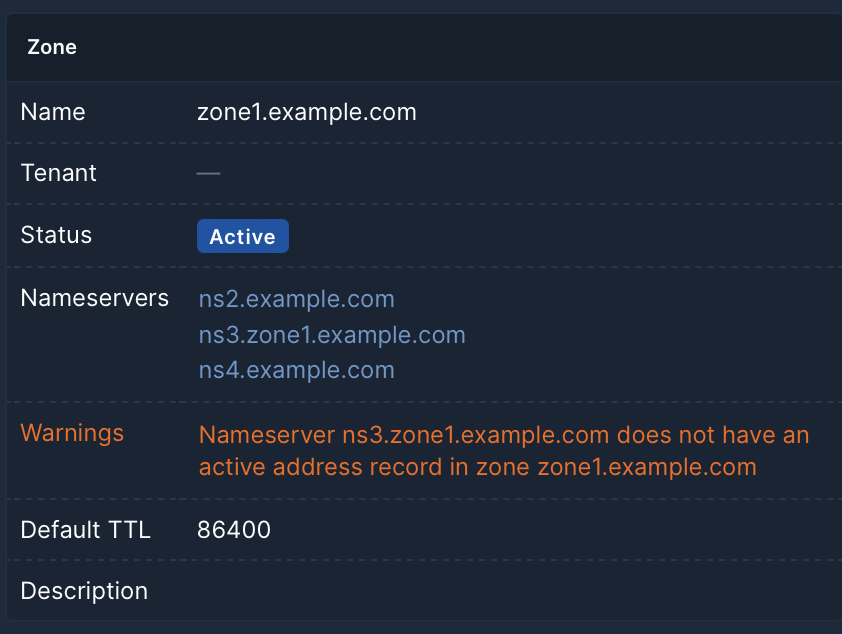 Zone
Name zone1.example.com
Tenant —
Status Active
Nameservers ns2.example.com
ns3.zone1.example.com
ns4.example.com
Warnings Nameserver ns3.zone1.example.com does not have an
active address record in zone zone1.example.com
Default TTL 86400
Description